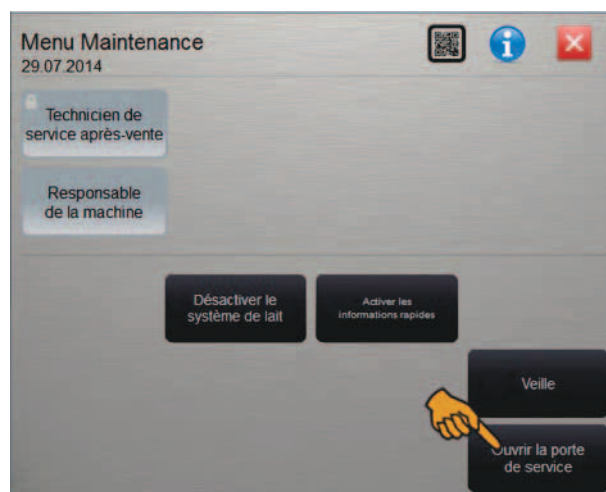 Menu Maintenance
29.07.2014
Technicien de
service après-vente
Responsable
de la machine
Désactiver le
système de lait
Activer les
informations rapides
Veille
Ouvrir la porte
de service